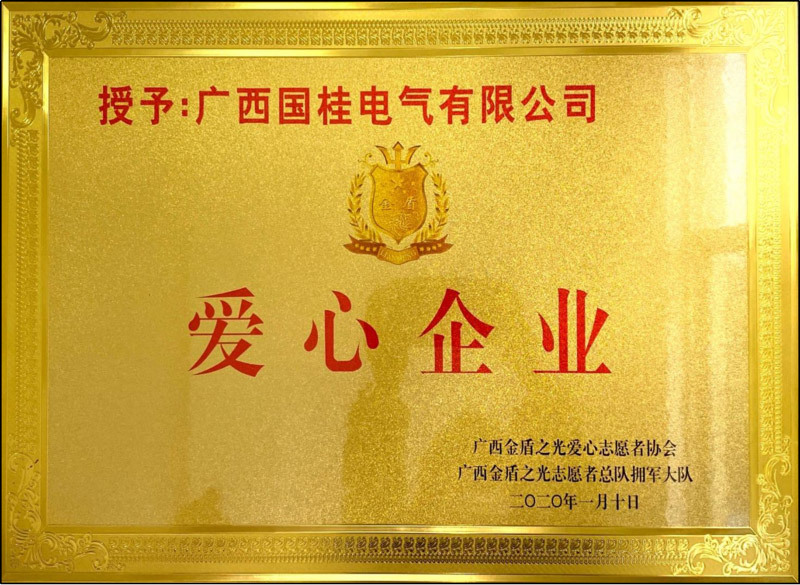 授予:广西国桂电气有限公司
金盾
爱心企业
广西金盾之光爱心志愿者协会
广西金盾之光志愿者总队拥军大队
二〇二〇年一月十日